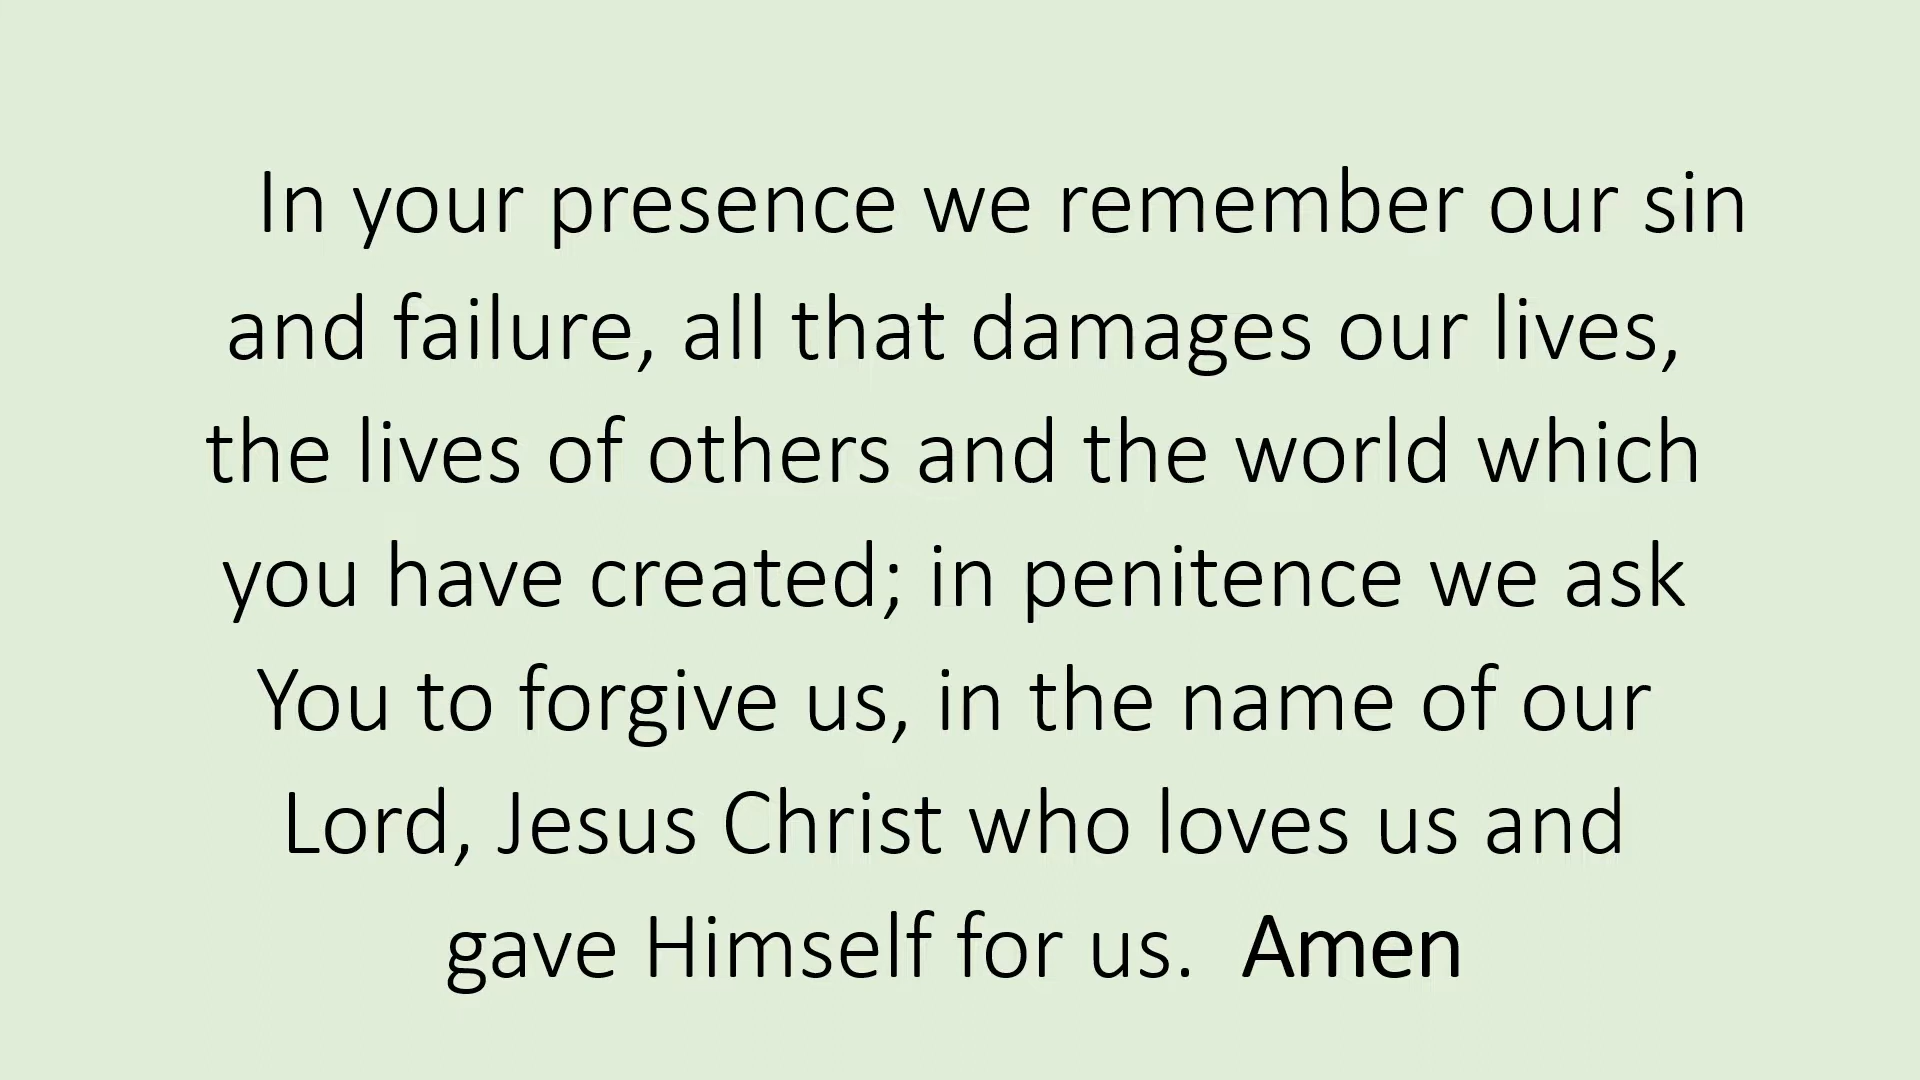 In your presence we remember our sin
and failure, all that damages our lives,
the lives of others and the world which
you have created; in penitence we ask
You to forgive us, in the name of our
Lord, Jesus Christ who loves us and
gave Himself for us.  Amen